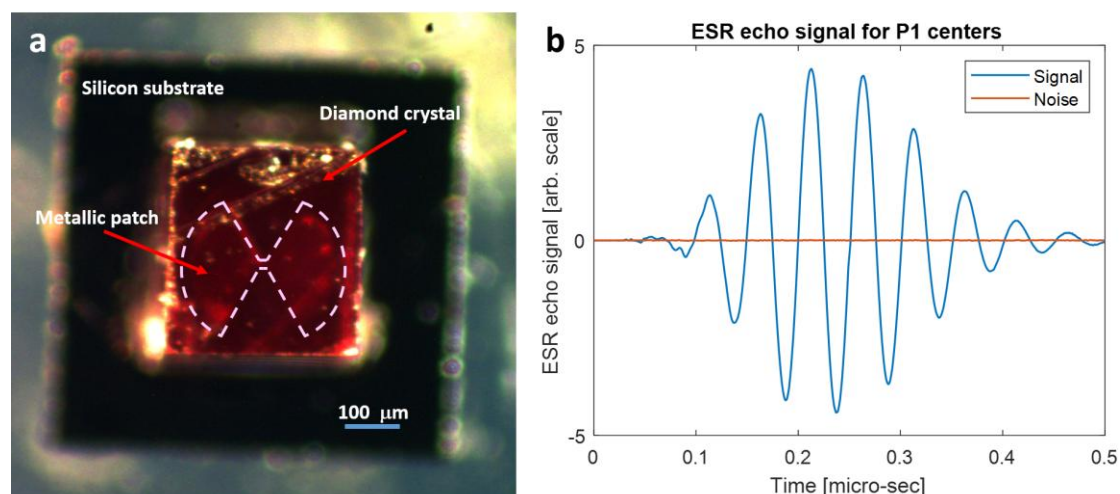 a
Silicon substrate
Diamond crystal
Metallic patch
100 μm
b
ESR echo signal for P1 centers
Signal
Noise
ESR echo signal [arb. scale]
5
0
-5
0 0.1 0.2 0.3 0.4 0.5
Time [micro-sec]